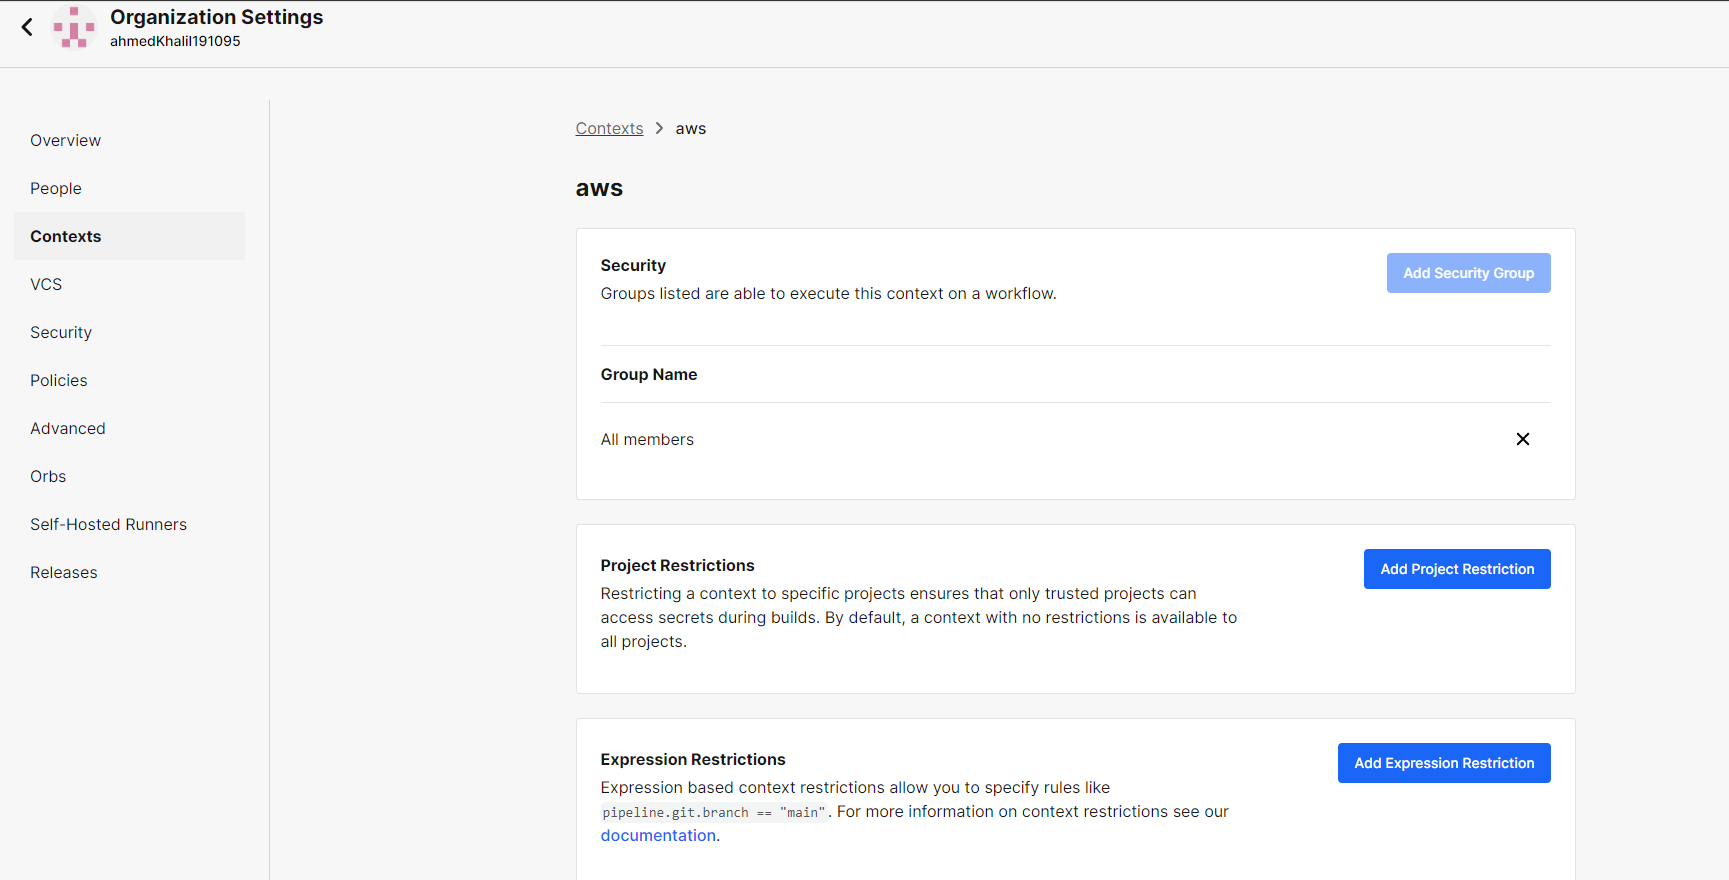 Organization Settings
ahmedKhalil191095
Overview
People
Contexts
VCS
Security
Policies
Advanced
Orbs
Self-Hosted Runners
Releases
Contexts > aws
aws
Security
Add Security Group
Groups listed are able to execute this context on a workflow.
Group Name
All members
Project Restrictions
Add Project Restriction
Restricting a context to specific projects ensures that only trusted projects can
access secrets during builds. By default, a context with no restrictions is available to
all projects.
Expression Restrictions
Add Expression Restriction
Expression based context restrictions allow you to specify rules like
pipeline.git.branch == "main". For more information on context restrictions see our
documentation.